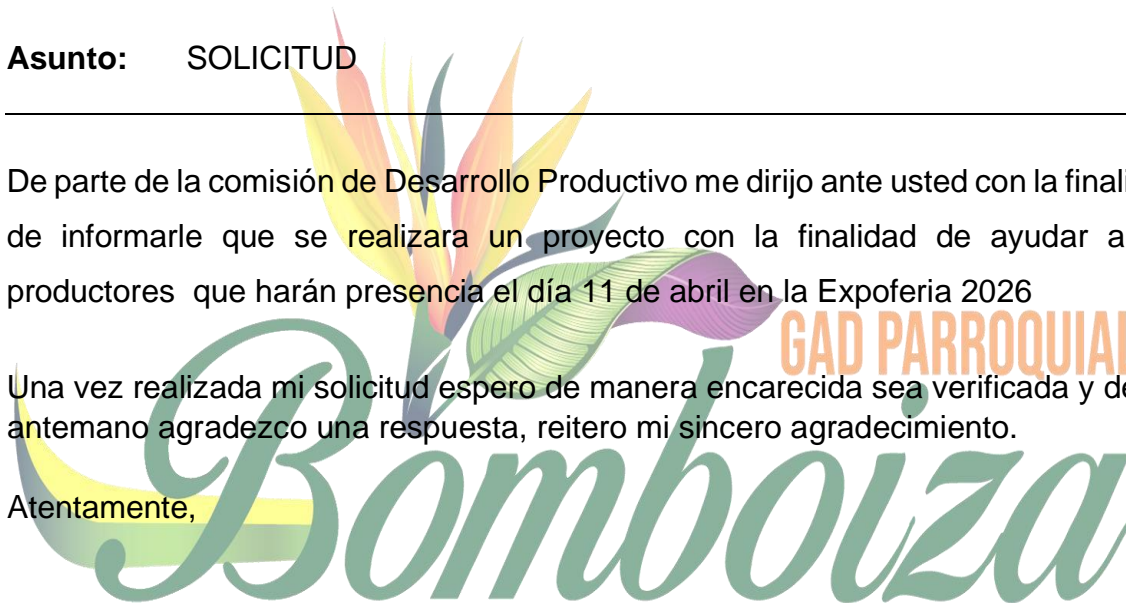 Asunto: SOLICITUD
De parte de la comisión de Desarrollo Productivo me dirijo ante usted con la finali
de informarle que se realizara un proyecto con la finalidad de ayudar a
productores que harán presencia el día 11 de abril en la Expoferia 2026
GAD PARROQUIAL
Una vez realizada mi solicitud espero de manera encarecida sea verificada y de
antemano agradezco una respuesta, reitero mi sincero agradecimiento.
Atentamente,
Bomboiza